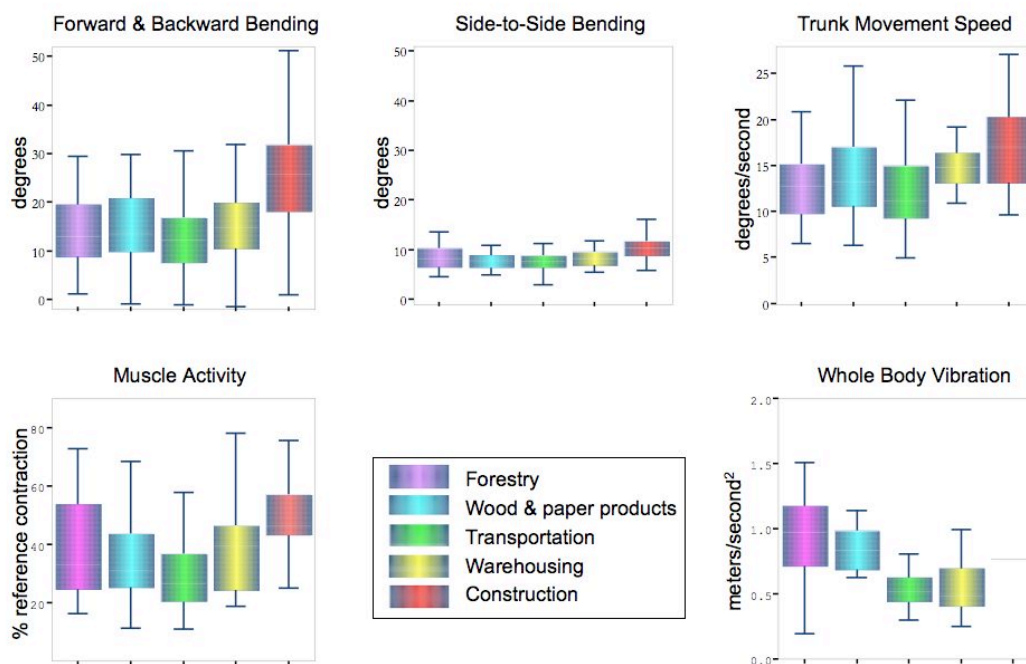 Forward & Backward Bending
50
40
30
20
10
0
degrees
Side-to-Side Bending
50
40
30
20
10
0
degrees
Trunk Movement Speed
25
20
15
10
5
0
degrees/second
Muscle Activity
80
60
40
20
% reference contraction
Forestry
Wood & paper products
Transportation
Warehousing
Construction
Whole Body Vibration
2.0
1.5
1.0
0.5
0.0
meters/second²